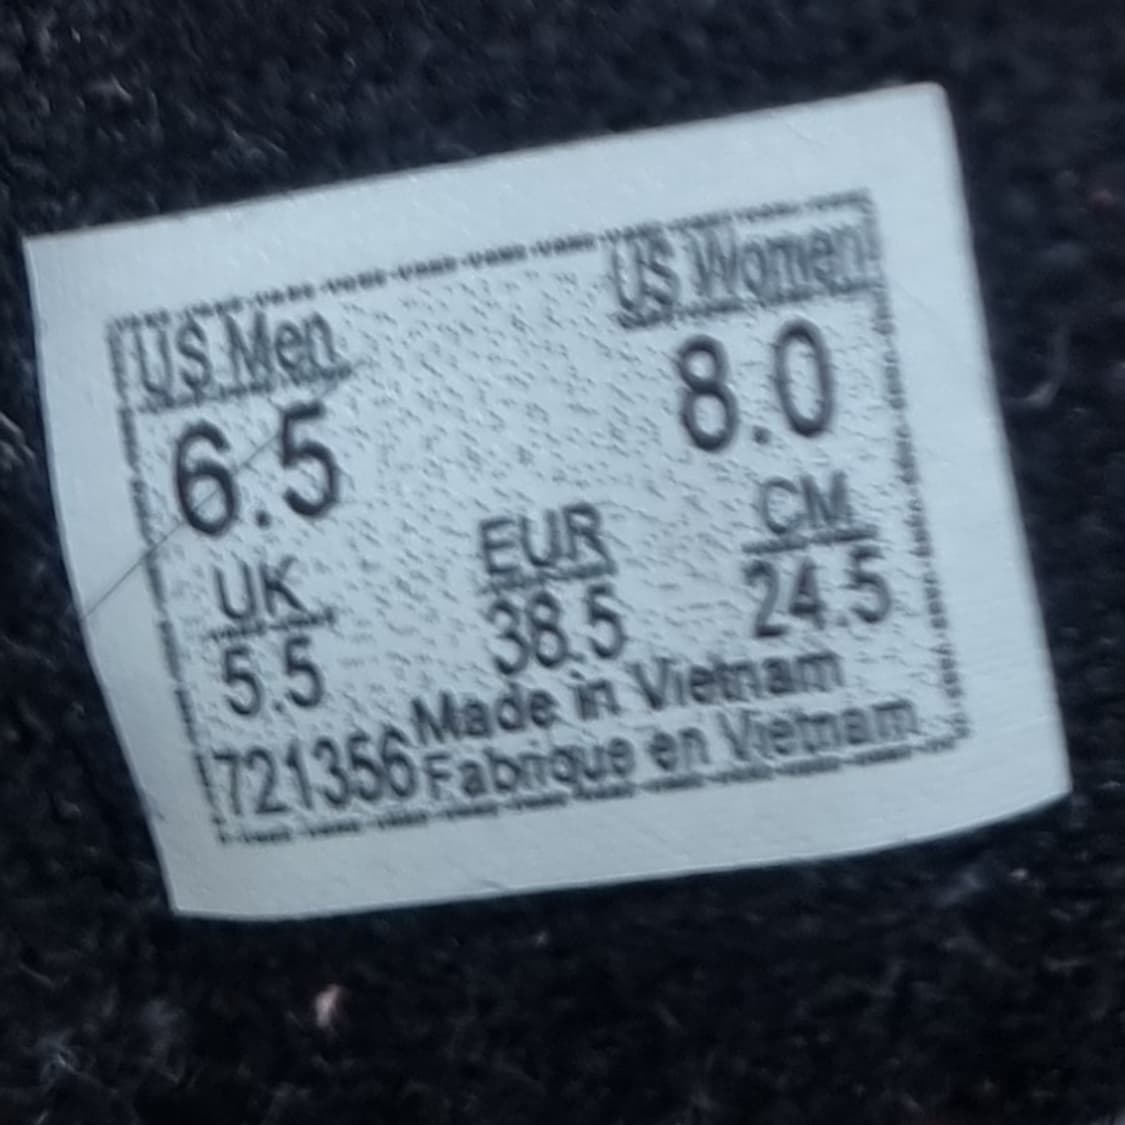 US Men US Women
6.5 8.0
UK EUR CM
5.5 38.5 24.5
Made in Vietnam
721356 Fabrique en Vietnam